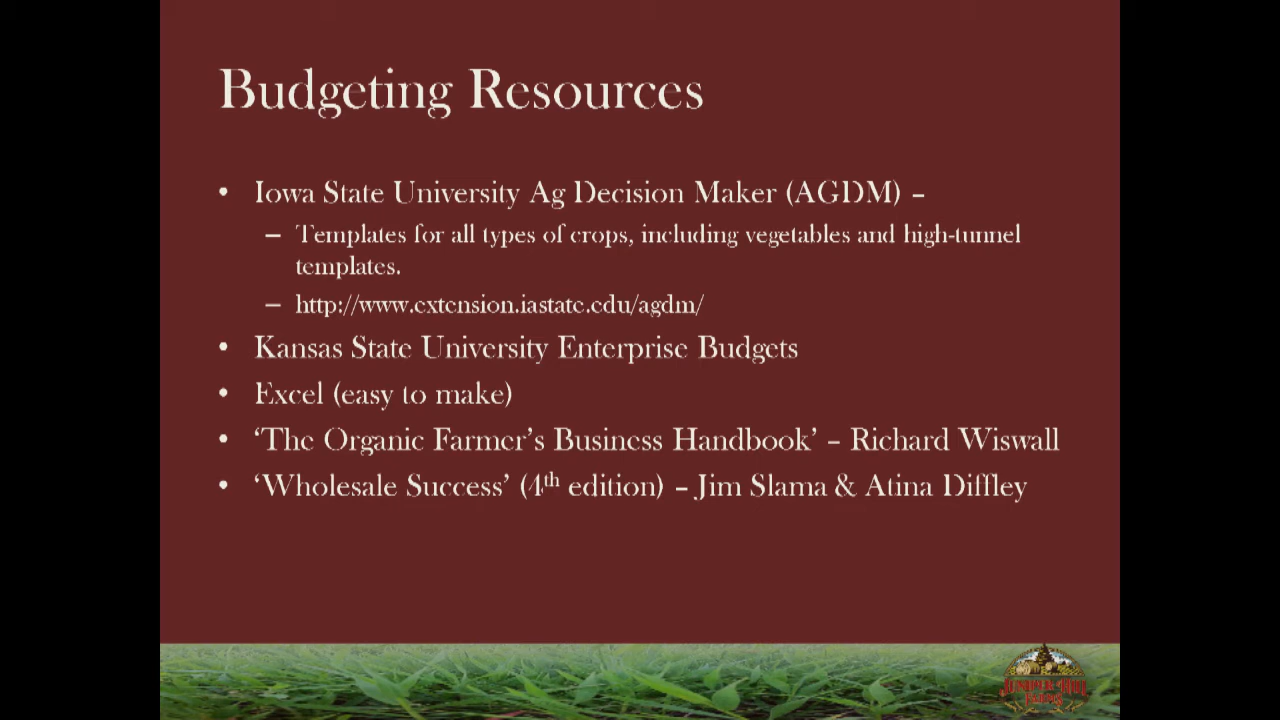 Budgeting Resources
• Iowa State University Ag Decision Maker (AGDM) –
– Templates for all types of crops, including vegetables and high-tunnel
templates.
– http://www.extension.iastate.edu/agdm/
• Kansas State University Enterprise Budgets
• Excel (easy to make)
• ‘The Organic Farmer’s Business Handbook’ – Richard Wiswall
• ‘Wholesale Success’ (4th edition) – Jim Slama & Atina Diffley